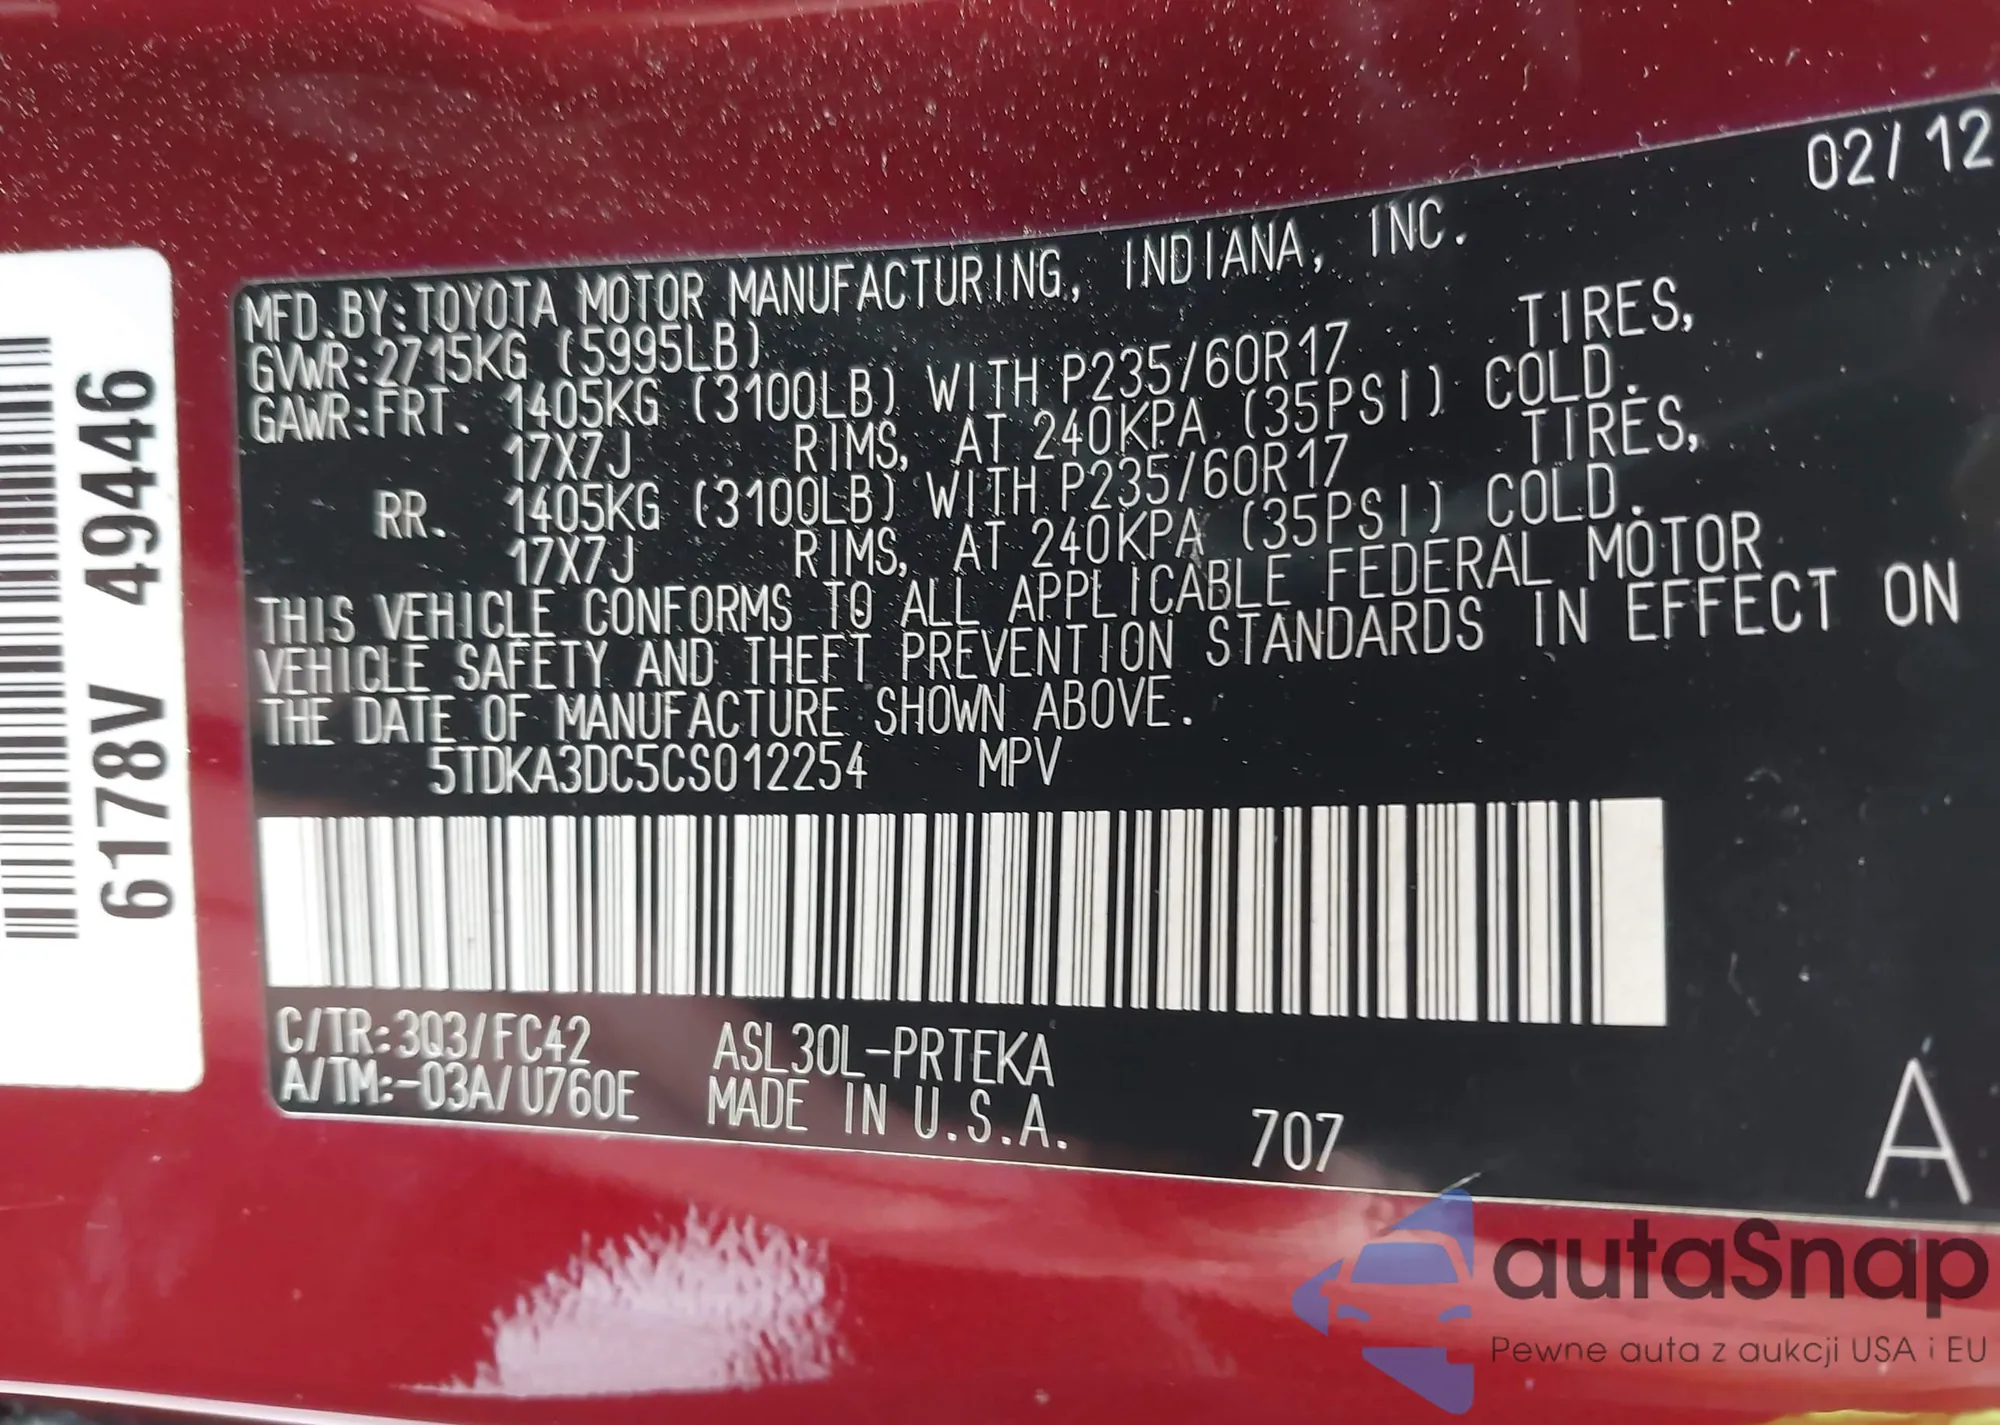 02/12
MFD.BY:TOYOTA MOTOR MANUFACTURING, INDIANA, INC.
GVWR:2715KG (5995LB)
GAWR:FRT. 1405KG (3100LB) WITH P235/60R17 TIRES,
17X7J RIMS, AT 240KPA (35PSI) COLD.
RR. 1405KG (3100LB) WITH P235/60R17 TIRES,
17X7J RIMS, AT 240KPA (35PSI) COLD.
THIS VEHICLE CONFORMS TO ALL APPLICABLE FEDERAL MOTOR
VEHICLE SAFETY AND THEFT PREVENTION STANDARDS IN EFFECT ON
THE DATE OF MANUFACTURE SHOWN ABOVE.
5TDKA3DC5CS012254 MPV
C/TR:3Q3/FC42 ASL30L-PRTEKA
A/TM:-03A/U760E MADE IN U.S.A.
707
A
6178V 49446
autaSnap
Pewne auta z aukcji USA i EU